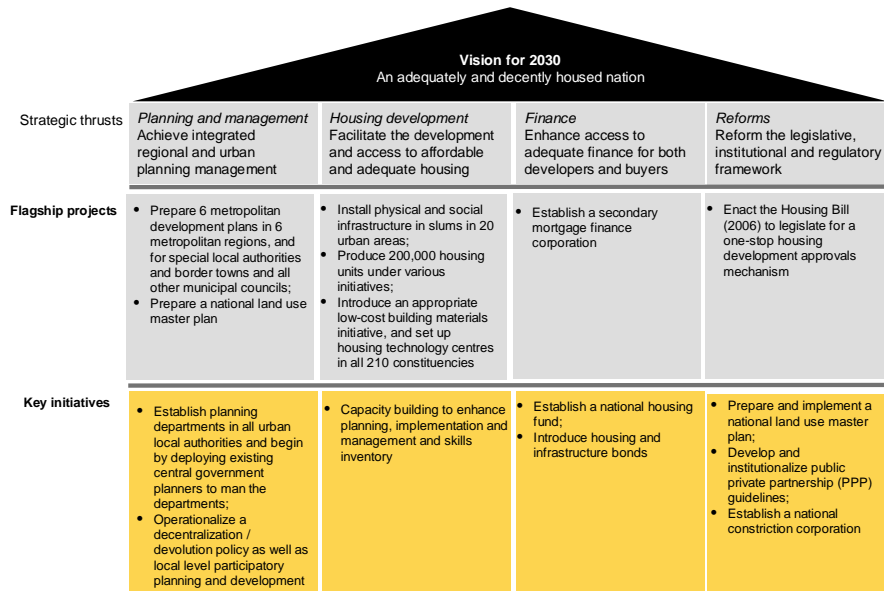 Vision for 2030
An adequately and decently housed nation
Strategic thrusts
Planning and management
Achieve integrated
regional and urban
planning management
Housing development
Facilitate the development
and access to affordable
and adequate housing
Finance
Enhance access to
adequate finance for both
developers and buyers
Reforms
Reform the legislative,
institutional and regulatory
framework
Flagship projects
• Prepare 6 metropolitan
development plans in 6
metropolitan regions, and
for special local authorities
and border towns and all
other municipal councils;
• Prepare a national land use
master plan
• Install physical and social
infrastructure in slums in 20
urban areas;
• Produce 200,000 housing
units under various
initiatives;
• Introduce an appropriate
low-cost building materials
initiative, and set up
housing technology centres
in all 210 constituencies
• Establish a secondary
mortgage finance
corporation
• Enact the Housing Bill
(2006) to legislate for a
one-stop housing
development approvals
mechanism
Key initiatives
• Establish planning
departments in all urban
local authorities and begin
by deploying existing
central government
planners to man the
departments;
• Operationalize a
decentralization /
devolution policy as well as
local level participatory
planning and development
• Capacity building to enhance
planning, implementation and
management and skills
inventory
• Establish a national housing
fund;
• Introduce housing and
infrastructure bonds
• Prepare and implement a
national land use master
plan;
• Develop and
institutionalize public
private partnership (PPP)
guidelines;
• Establish a national
constriction corporation